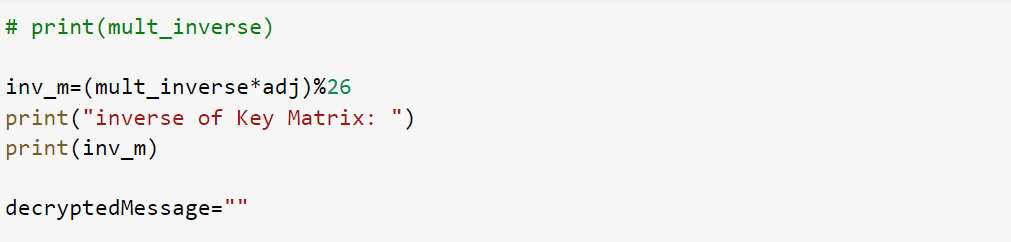 # print(mult_inverse)
inv_m=(mult_inverse*adj)%26
print("inverse of Key Matrix: ")
print(inv_m)
decryptedMessage=""